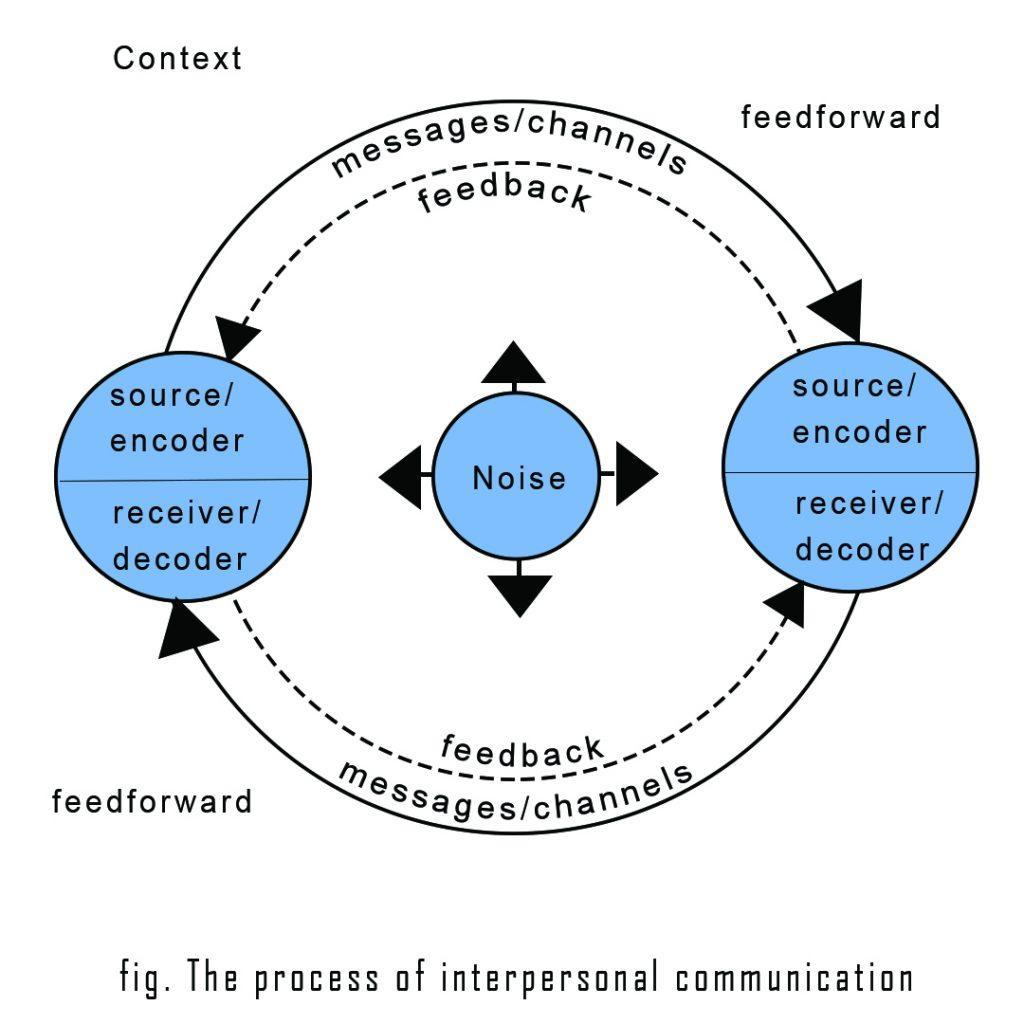 Context
feedforward
messages/channels
feedback
source/
encoder
receiver/
decoder
Noise
source/
encoder
receiver/
decoder
feedback
messages/channels
feedforward
fig. The process of interpersonal communication